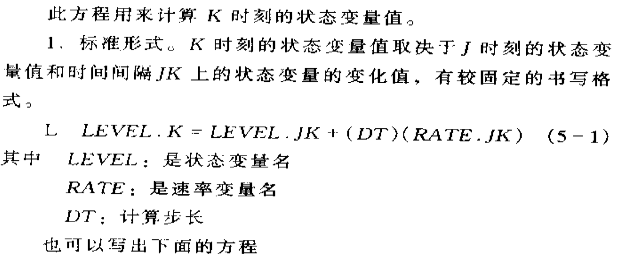 此方程用来计算 K 时刻的状态变量值。
1. 标准形式。K 时刻的状态变量值取决于 J 时刻的状态变
量值和时间间隔 JK 上的状态变量的变化值，有较固定的书写格
式。
L LEVEL.K = LEVEL.JK + (DT)(RATE.JK) (5-1)
其中 LEVEL：是状态变量名
RATE：是速率变量名
DT：计算步长
也可以写出下面的方程